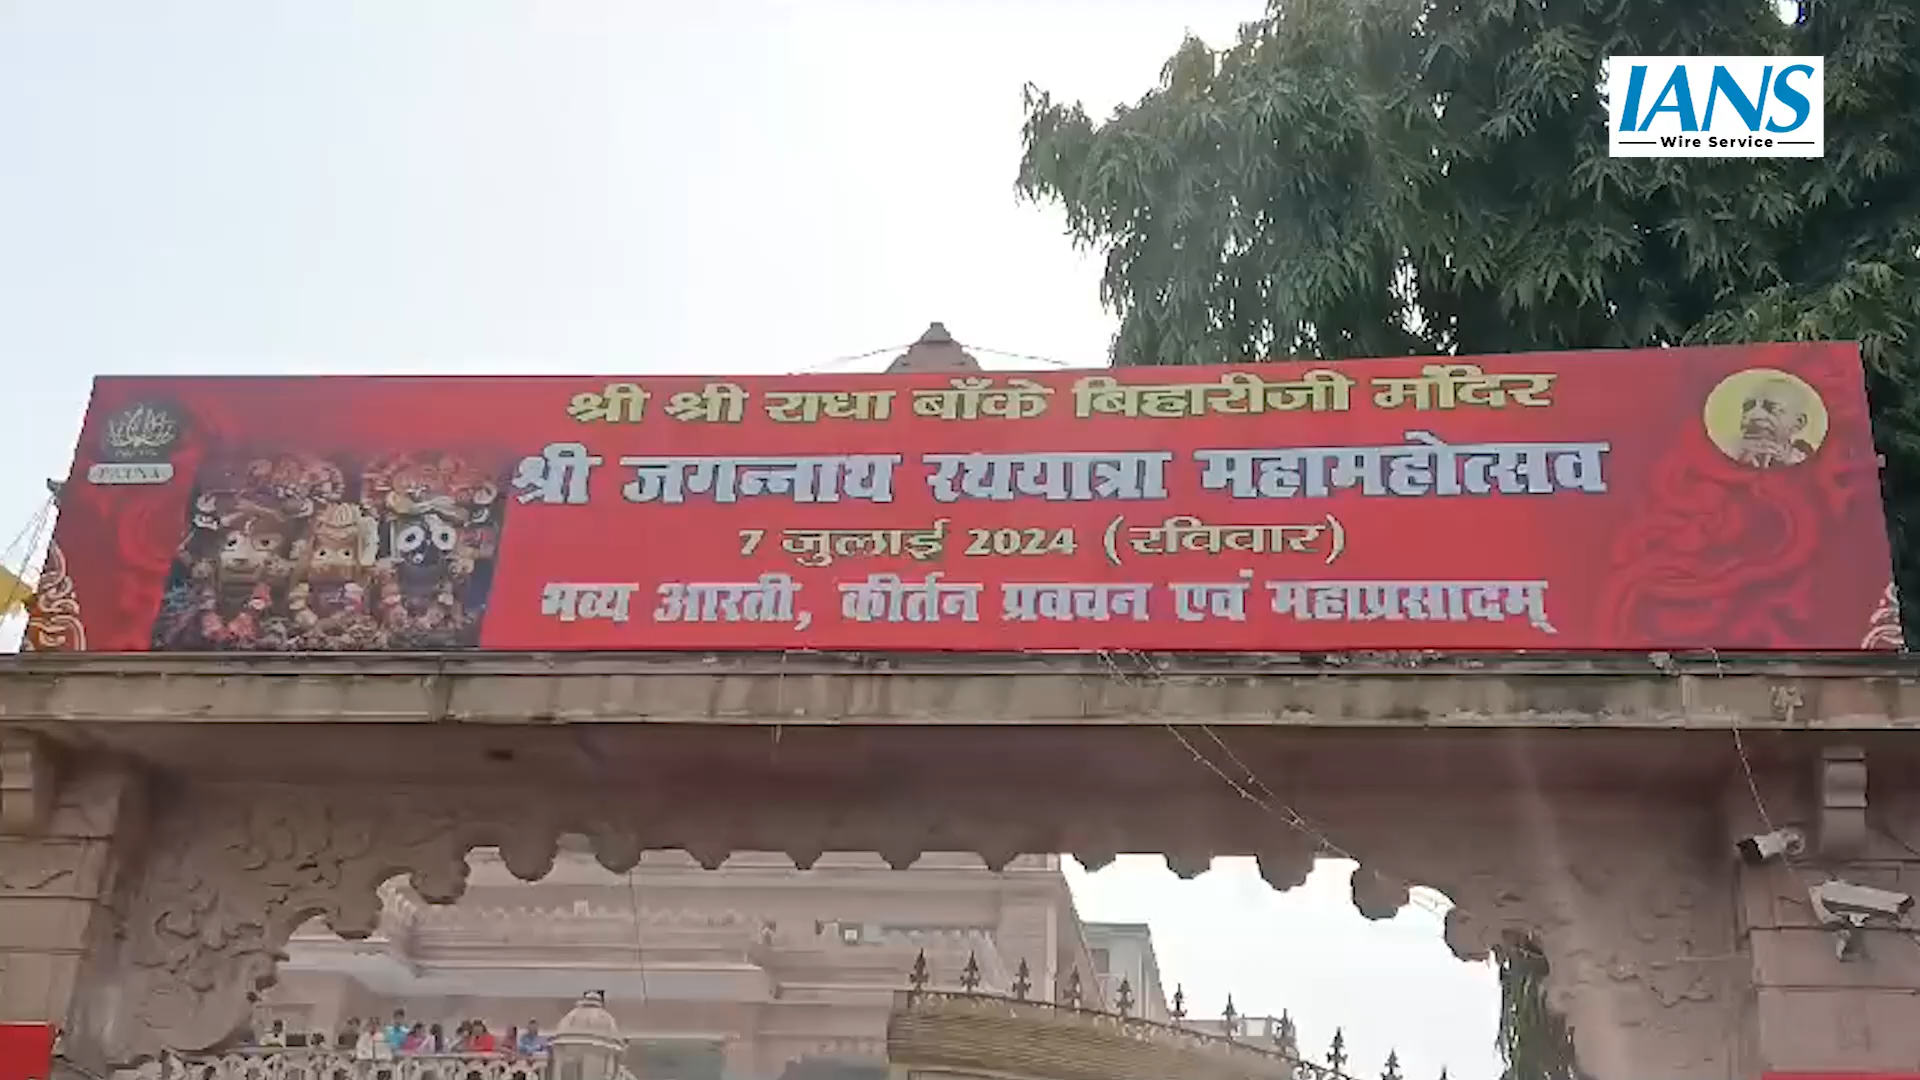 IANS
Wire Service
श्री श्री राधा बाँके बिहारीजी मंदिर
श्री जगन्नाथ रथयात्रा महामहोत्सव
7 जुलाई 2024 (रविवार)
भव्य आरती, कीर्तन प्रवचन एवं महाप्रसादम्
PATNA